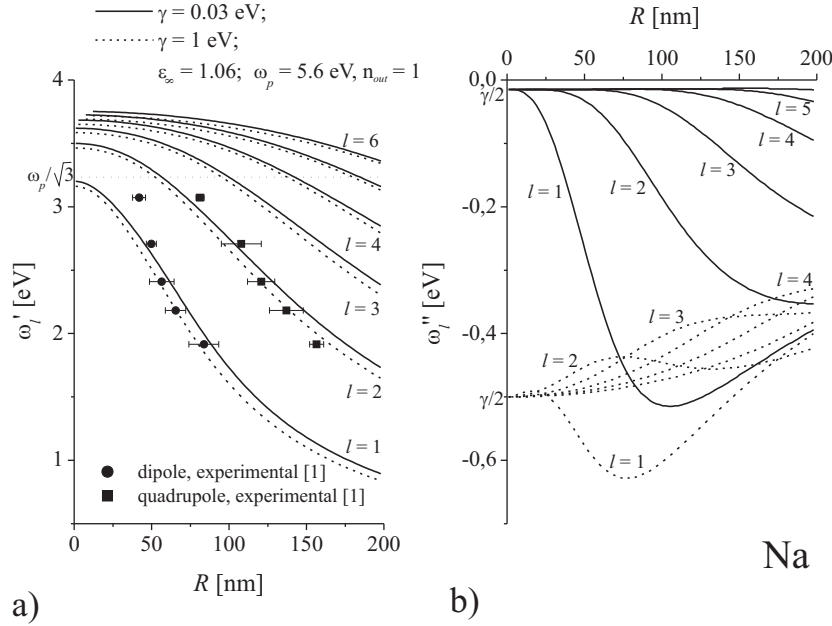 γ = 0.03 eV;
γ = 1 eV;
ε∞ = 1.06; ωp = 5.6 eV, nout = 1
4
3
2
1
ωp/√3
ωl' [eV]
l = 6
l = 4
l = 3
l = 2
l = 1
dipole, experimental [1]
quadrupole, experimental [1]
0 50 100 150 200
R [nm]
a)
R [nm]
0 50 100 150 200
0,0
γ/2
-0,2
-0,4
γ/2
-0,6
ωl'' [eV]
l = 5
l = 4
l = 3
l = 2
l = 1
l = 4
l = 3
l = 2
l = 1
Na
b)